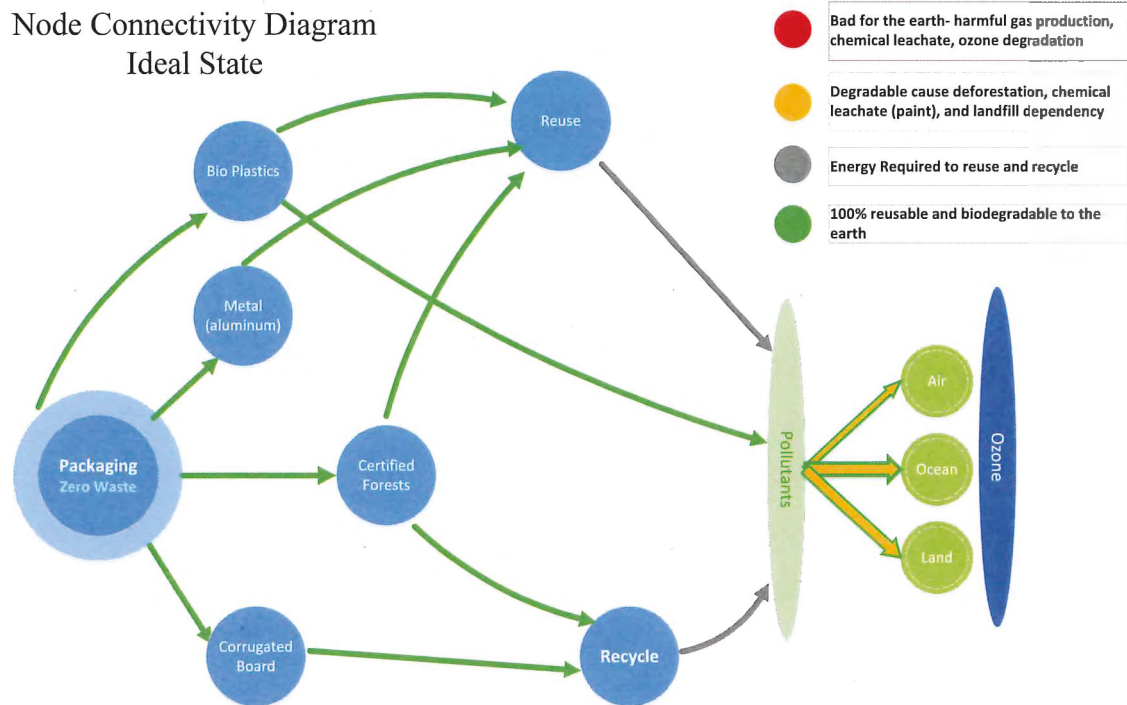 Node Connectivity Diagram
Ideal State
Bad for the earth- harmful gas production,
chemical leachate, ozone degradation
Degradable cause deforestation, chemical
leachate (paint), and landfill dependency
Energy Required to reuse and recycle
100% reusable and biodegradable to the
earth
Reuse
Bio Plastics
Metal
(aluminum)
Packaging
Zero Waste
Certified
Forests
Corrugated
Board
Recycle
Pollutants
Air
Ocean
Land
Ozone